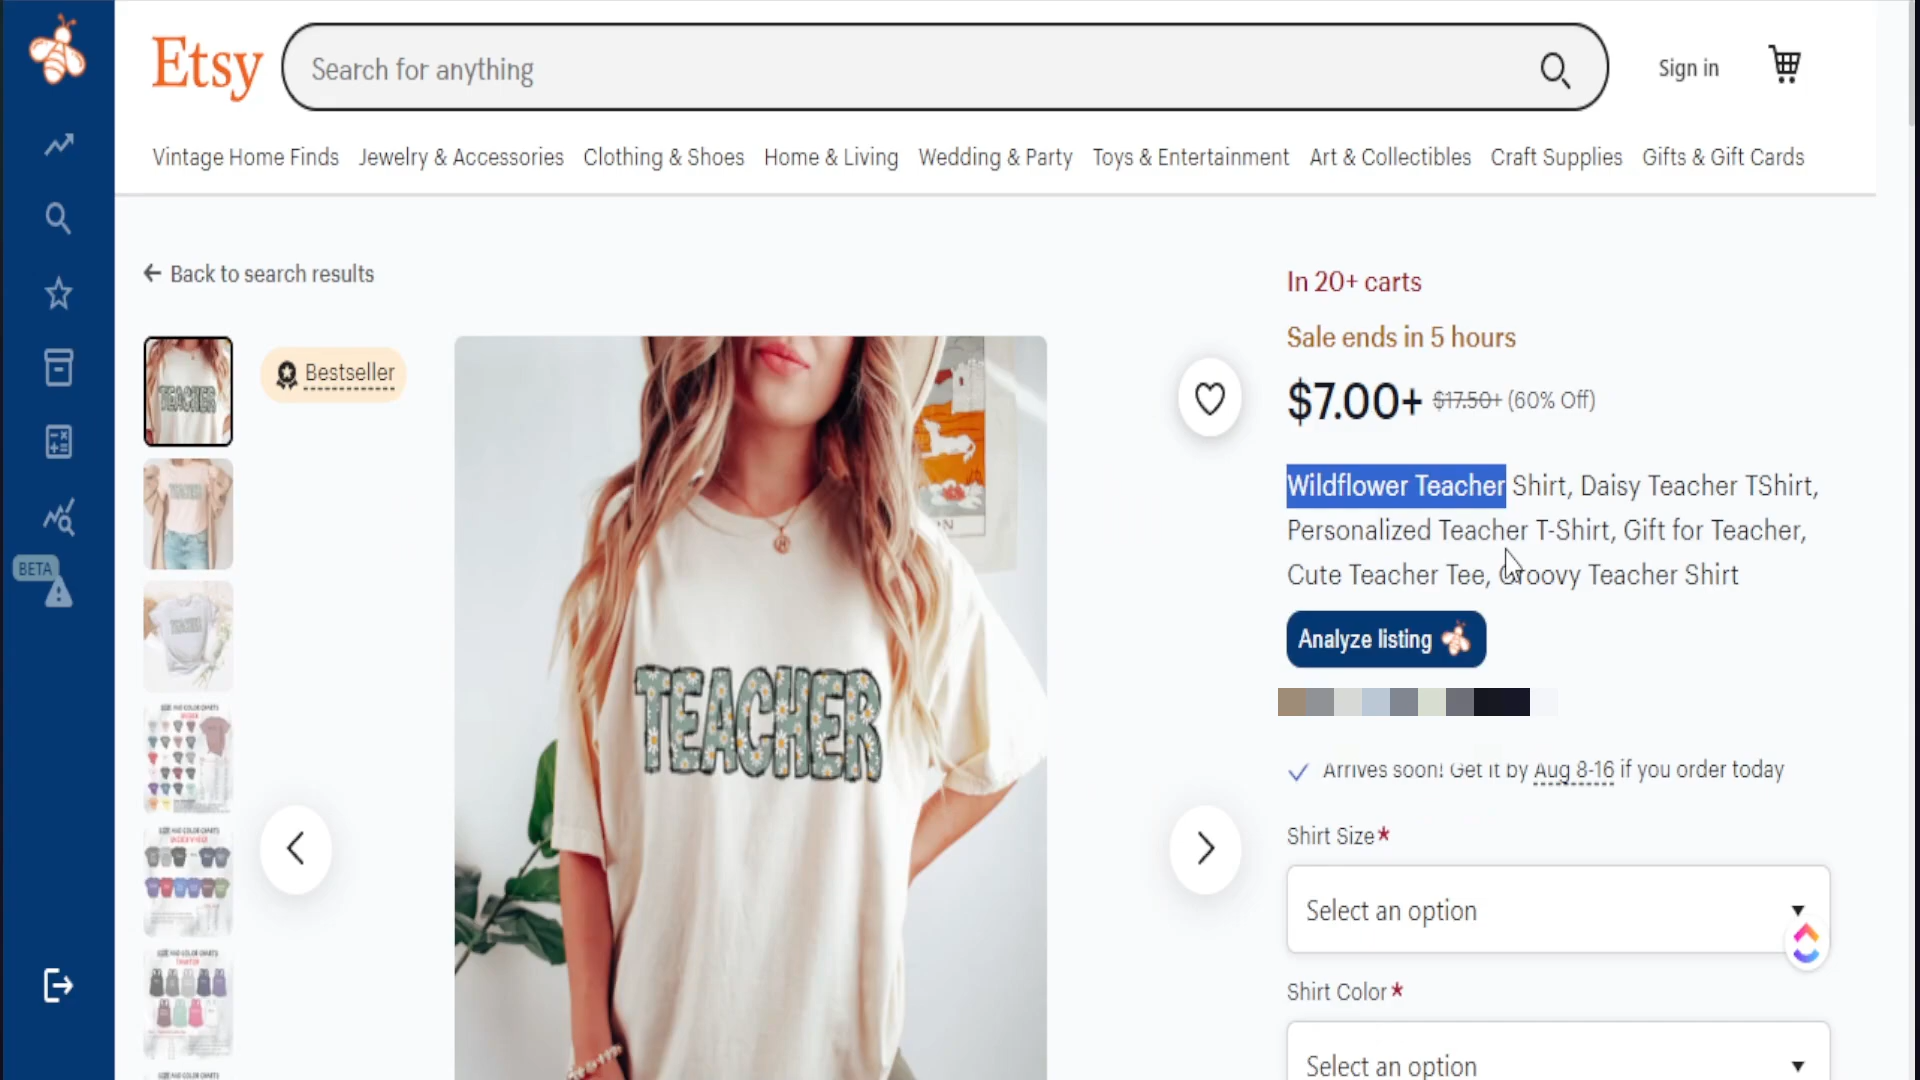 Etsy
Search for anything
Sign in
Vintage Home Finds
Jewelry & Accessories
Clothing & Shoes
Home & Living
Wedding & Party
Toys & Entertainment
Art & Collectibles
Craft Supplies
Gifts & Gift Cards
Back to search results
Bestseller
TEACHER
In 20+ carts
Sale ends in 5 hours
$7.00+ $17.50+ (60% Off)
Wildflower Teacher Shirt, Daisy Teacher TShirt,
Personalized Teacher T-Shirt, Gift for Teacher,
Cute Teacher Tee, Groovy Teacher Shirt
Analyze listing
Arrives soon! Get it by Aug 8-16 if you order today
Shirt Size*
Select an option
Shirt Color*
Select an option
BETA